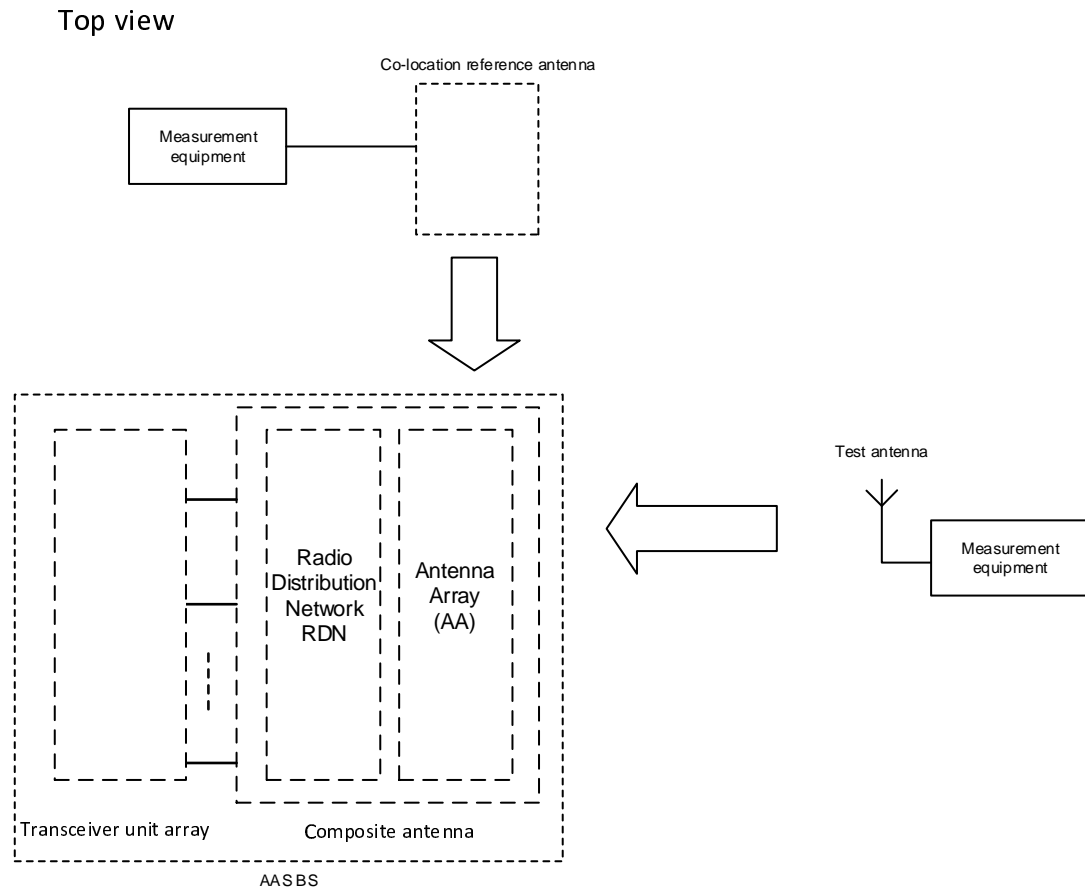 Top view
Co-location reference antenna
Measurement
equipment
Test antenna
Measurement
equipment
Radio
Distribution
Network
RDN
Antenna
Array
(AA)
Transceiver unit array
Composite antenna
AAS BS